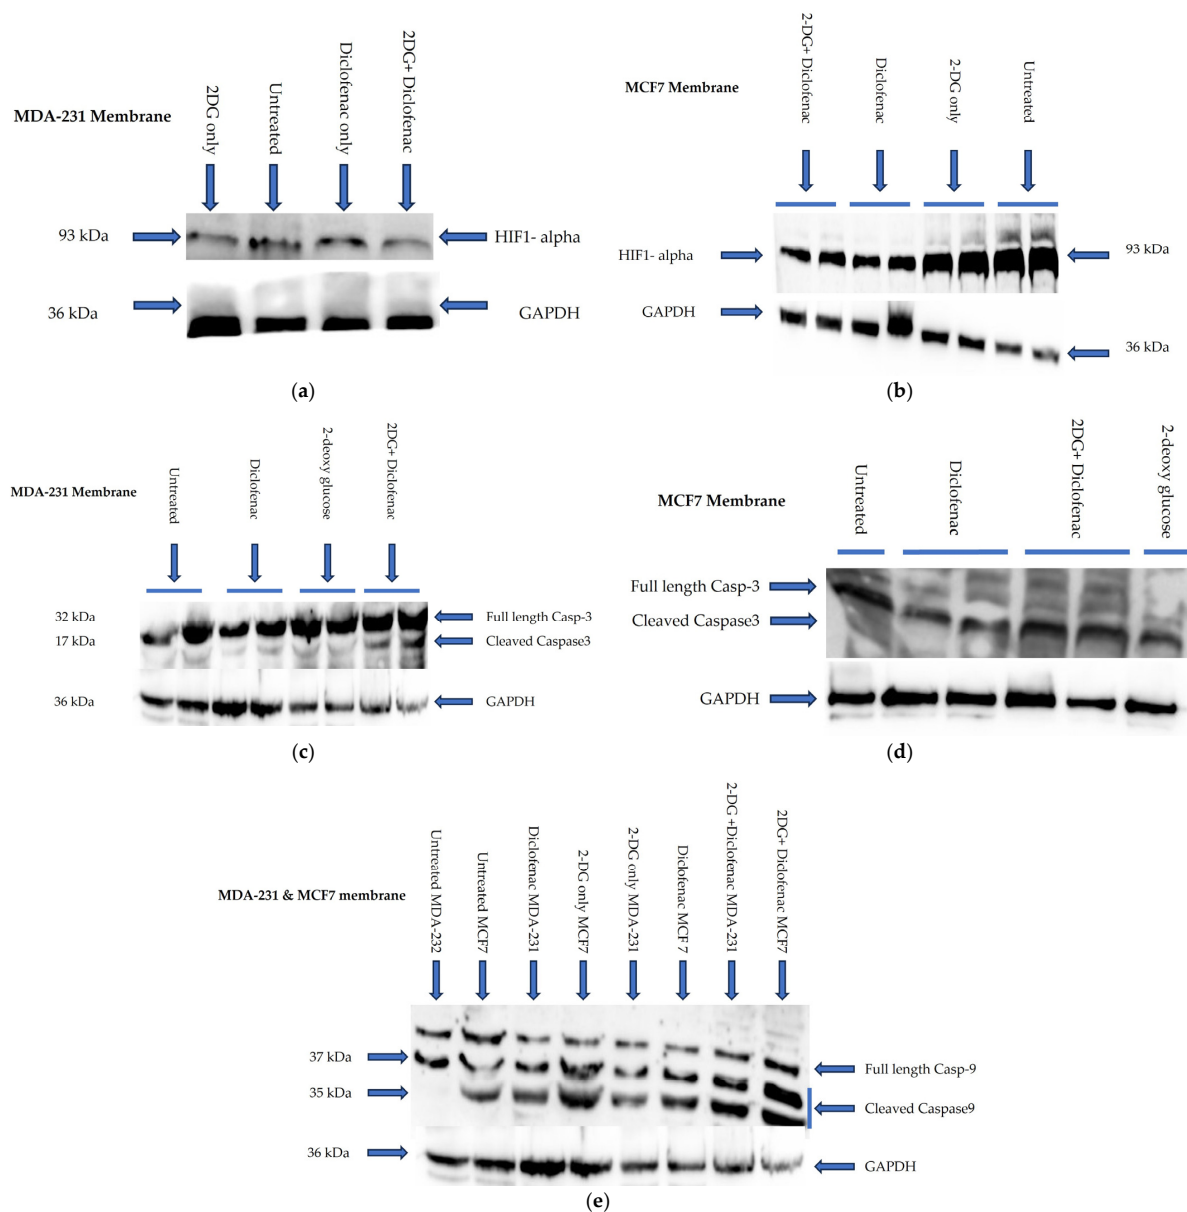 MDA-231 Membrane
2DG only
Untreated
Diclofenac only
2DG+ Diclofenac
93 kDa
HIF1- alpha
36 kDa
GAPDH
(a)
MCF7 Membrane
2-DG+ Diclofenac
Diclofenac
2-DG only
Untreated
HIF1- alpha
93 kDa
GAPDH
36 kDa
(b)
MDA-231 Membrane
Untreated
Diclofenac
2-deoxy glucose
2DG+ Diclofenac
32 kDa
Full length Casp-3
17 kDa
Cleaved Caspase3
36 kDa
GAPDH
(c)
MCF7 Membrane
Untreated
Diclofenac
2DG+ Diclofenac
2-deoxy glucose
Full length Casp-3
Cleaved Caspase3
GAPDH
(d)
MDA-231 & MCF7 membrane
Untreated MDA-232
Untreated MCF7
Diclofenac MDA-231
2-DG only MCF7
2-DG only MDA-231
Diclofenac MCF 7
2-DG +Diclofenac MDA-231
2DG+ Diclofenac MCF7
37 kDa
Full length Casp-9
35 kDa
Cleaved Caspase9
36 kDa
GAPDH
(e)